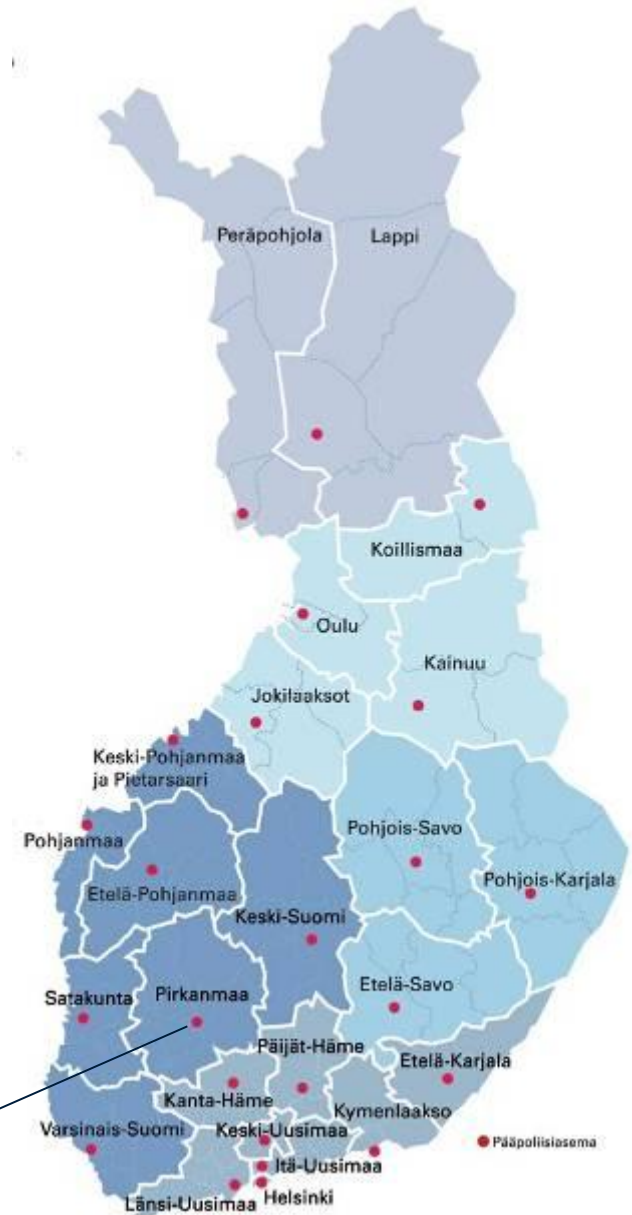 Peräpohjola
Lappi
Koillismaa
Oulu
Kainuu
Jokilaaksot
Keski-Pohjanmaa
ja Pietarsaari
Pohjanmaa
Pohjois-Savo
Etelä-Pohjanmaa
Pohjois-Karjala
Keski-Suomi
Satakunta
Pirkanmaa
Etelä-Savo
Päijät-Häme
Etelä-Karjala
Kanta-Häme
Kymenlaakso
Varsinais-Suomi
Keski-Uusimaa
Pääpoliisiasema
Itä-Uusimaa
Länsi-Uusimaa
Helsinki